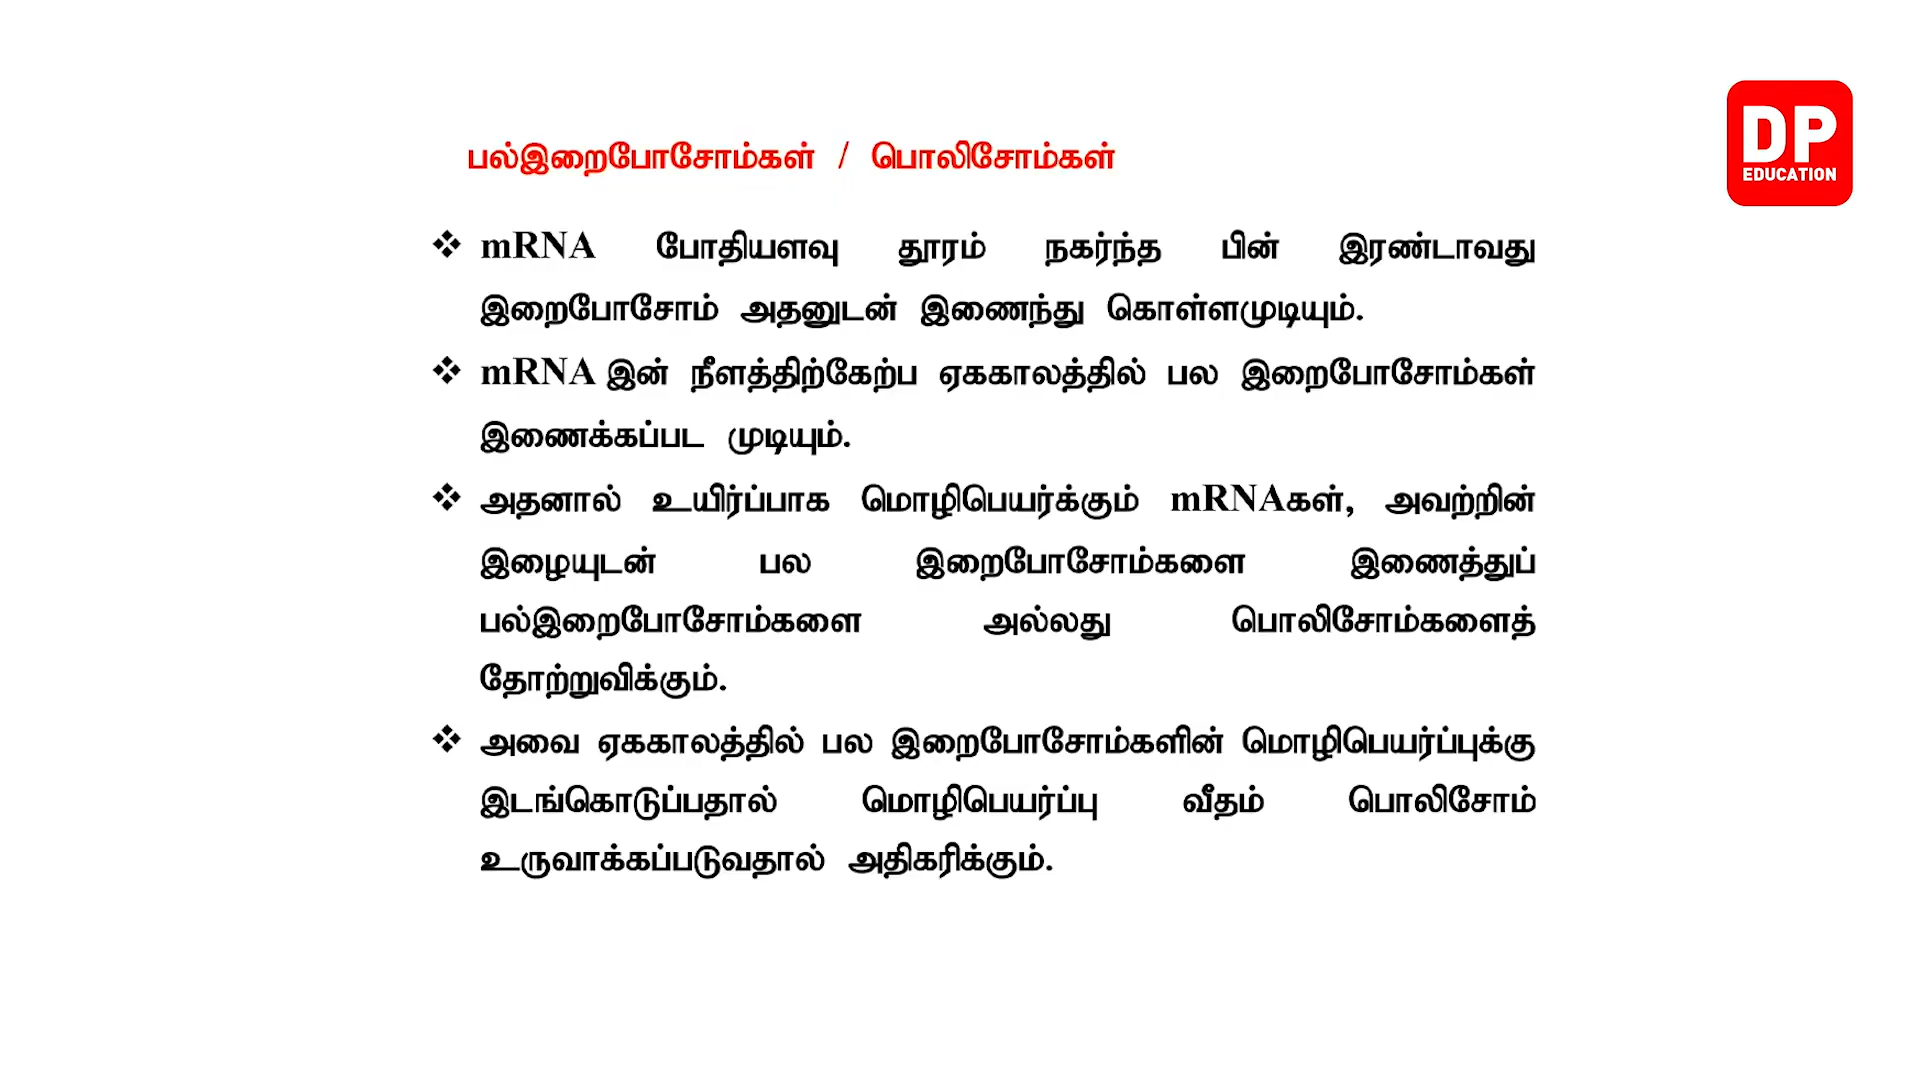 DP
EDUCATION
பல்இறைபோசோம்கள் / பொலிசோம்கள்
❖ mRNA போதியளவு தூரம் நகர்ந்த பின் இரண்டாவது
இறைபோசோம் அதனுடன் இணைந்து கொள்ளமுடியும்.
❖ mRNA இன் நீளத்திற்கேற்ப ஏககாலத்தில் பல இறைபோசோம்கள்
இணைக்கப்பட முடியும்.
❖ அதனால் உயிர்ப்பாக மொழிபெயர்க்கும் mRNAகள், அவற்றின்
இழையுடன் பல இறைபோசோம்களை இணைத்துப்
பல்இறைபோசோம்களை அல்லது பொலிசோம்களைத்
தோற்றுவிக்கும்.
❖ அவை ஏககாலத்தில் பல இறைபோசோம்களின் மொழிபெயர்ப்புக்கு
இடங்கொடுப்பதால் மொழிபெயர்ப்பு வீதம் பொலிசோம்
உருவாக்கப்படுவதால் அதிகரிக்கும்.